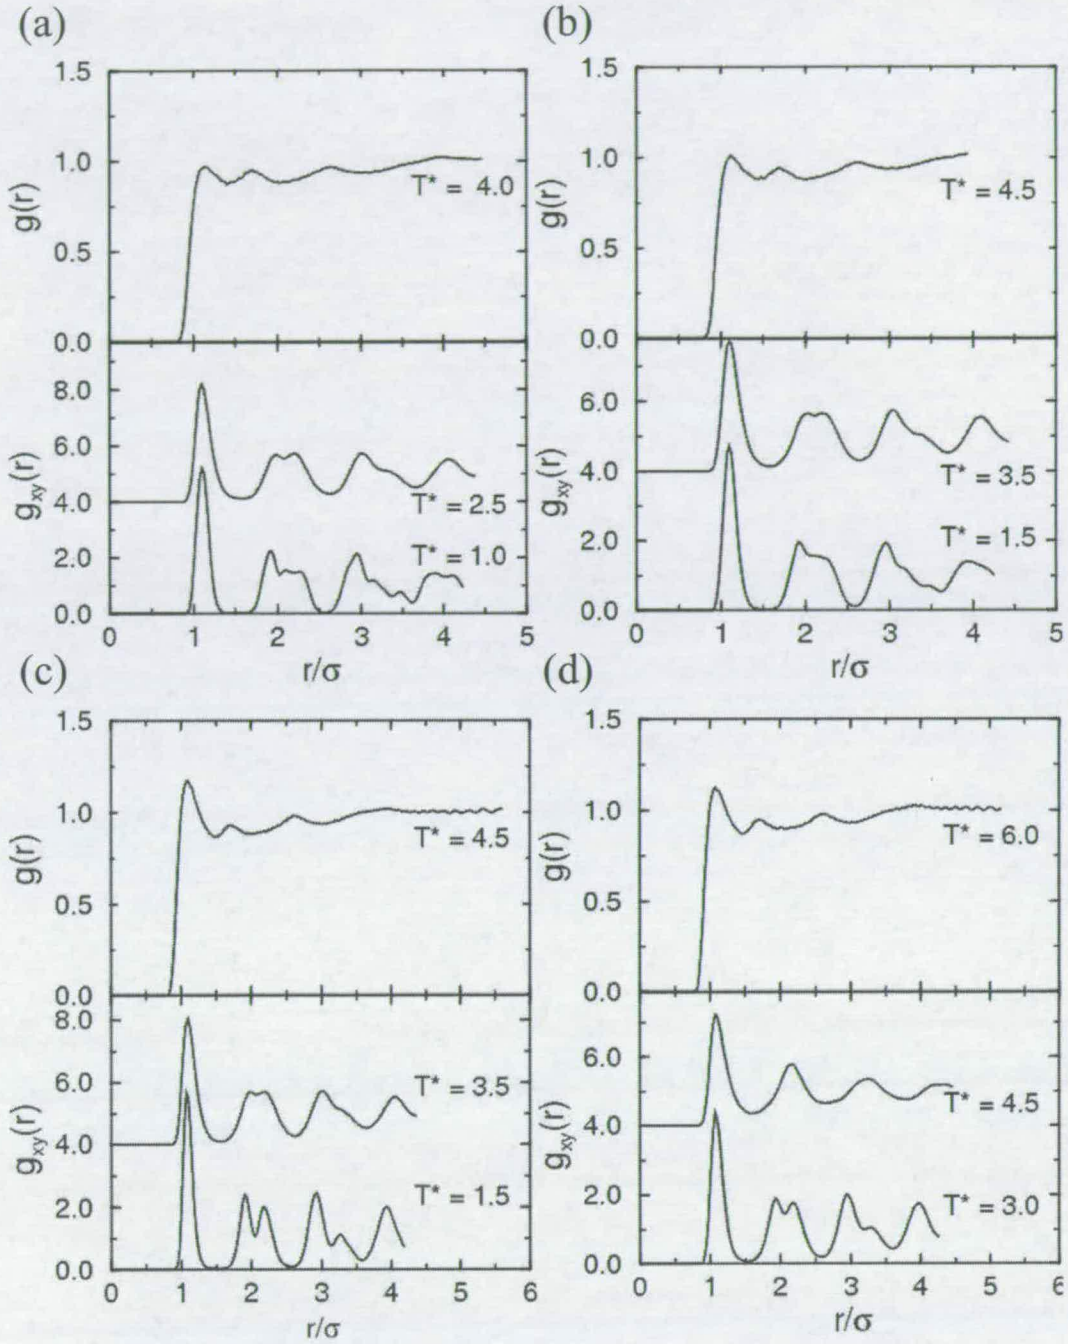 (a)
1.5
1.0
0.5
0.0
g(r)
T* = 4.0
8.0
6.0
4.0
2.0
0.0
gxy(r)
T* = 2.5
T* = 1.0
0 1 2 3 4 5
r/σ
(b)
1.5
1.0
0.5
0.0
g(r)
T* = 4.5
6.0
4.0
2.0
0.0
gxy(r)
T* = 3.5
T* = 1.5
0 1 2 3 4 5
r/σ
(c)
1.5
1.0
0.5
0.0
g(r)
T* = 4.5
8.0
6.0
4.0
2.0
0.0
gxy(r)
T* = 3.5
T* = 1.5
0 1 2 3 4 5 6
r/σ
(d)
1.5
1.0
0.5
0.0
g(r)
T* = 6.0
6.0
4.0
2.0
0.0
gxy(r)
T* = 4.5
T* = 3.0
0 1 2 3 4 5 6
r/σ